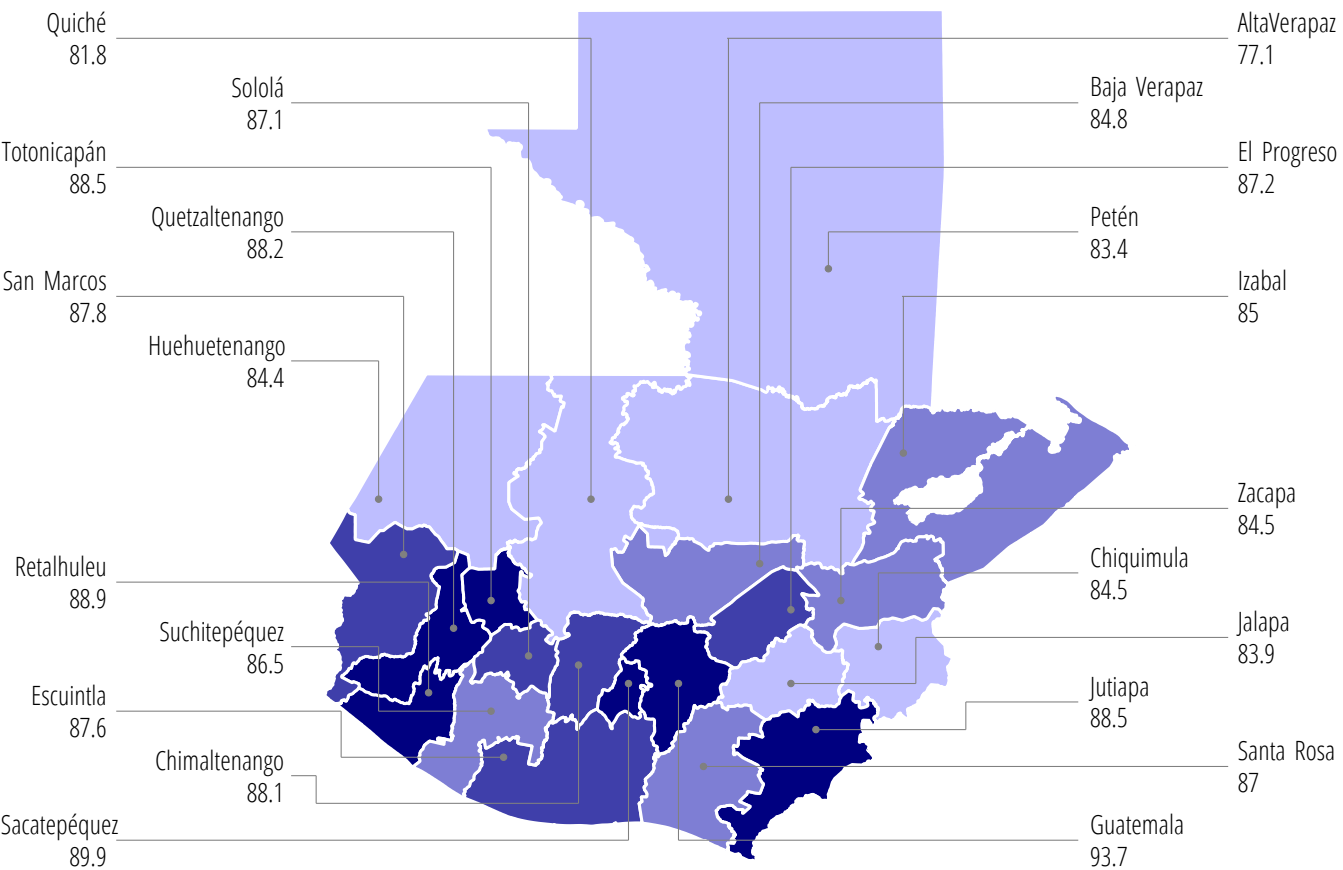 Quiché
81.8
Sololá
87.1
Totonicapán
88.5
Quetzaltenango
88.2
San Marcos
87.8
Huehuetenango
84.4
Retalhuleu
88.9
Suchitepéquez
86.5
Escuintla
87.6
Chimaltenango
88.1
Sacatepéquez
89.9
AltaVerapaz
77.1
Baja Verapaz
84.8
El Progreso
87.2
Petén
83.4
Izabal
85
Zacapa
84.5
Chiquimula
84.5
Jalapa
83.9
Jutiapa
88.5
Santa Rosa
87
Guatemala
93.7